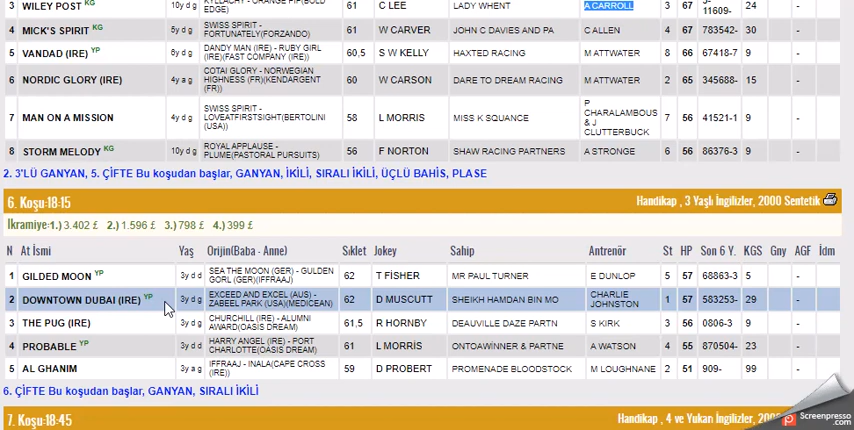 3 WILEY POST KG 10y d g KYLLACHY - ORANGE PIP(BOLD EDGE) 61 C LEE LADY WHENT A CARROLL 3 67 11609- 24 -
4 MICK'S SPIRIT KG 4y d g SWISS SPIRIT - FORTUNATELY(FORZANDO) 61 W CARVER JOHN C DAVIES AND PA C ALLEN 4 67 783542- 30 -
5 VANDAD (IRE) YP 6y d g DANDY MAN (IRE) - RUBY GIRL (IRE)(FAST COMPANY (IRE)) 60,5 S W KELLY HAXTED RACING M ATTWATER 8 66 67418-7 9 -
6 NORDIC GLORY (IRE) 4y a g COTAI GLORY - NORWEGIAN HIGHNESS (FR)(KENDARGENT (FR)) 60 W CARSON DARE TO DREAM RACING M ATTWATER 2 65 345688- 15 -
7 MAN ON A MISSION 4y d g SWISS SPIRIT - LOVEATFIRSTSIGHT(BERTOLINI (USA)) 58 L MORRIS MISS K SQUANCE P CHARALAMBOUS & J CLUTTERBUCK 7 56 41521-1 9 -
8 STORM MELODY KG 10y d g ROYAL APPLAUSE - PLUME(PASTORAL PURSUITS) 56 F NORTON SHAW RACING PARTNERS A STRONGE 6 56 86376-3 9 -
2. 3'LÜ GANYAN, 5. ÇİFTE Bu koşudan başlar, GANYAN, İKİLİ, SIRALI İKİLİ, ÜÇLÜ BAHİS, PLASE
6. Koşu:18:15 Handikap , 3 Yaşlı İngilizler, 2000 Sentetik
İkramiye:1.) 3.402 £ 2.) 1.596 £ 3.) 798 £ 4.) 399 £
N At İsmi Yaş Orijin(Baba - Anne) Sıklet Jokey Sahip Antrenör St HP Son 6 Y. KGS Gny AGF İdm
1 GILDED MOON YP 3y d d SEA THE MOON (GER) - GULDEN GORL (GER)(IFFRAAJ) 62 T FISHER MR PAUL TURNER E DUNLOP 5 57 68863-3 5 -
2 DOWNTOWN DUBAI (IRE) YP 3y d g EXCEED AND EXCEL (AUS) - ZABEEL PARK (USA)(MEDICEAN) 62 D MUSCUTT SHEIKH HAMDAN BIN MO CHARLIE JOHNSTON 1 57 583253- 29 -
3 THE PUG (IRE) 3y d g CHURCHILL (IRE) - ALUMNI AWARD(OASIS DREAM) 61,5 R HORNBY DEAUVILLE DAZE PARTN S KIRK 3 56 0806-3 9 -
4 PROBABLE YP 3y d d HARRY ANGEL (IRE) - PORT CHARLOTTE(OASIS DREAM) 61 L MORRIS ONTOAWINNER & PARTNE A WATSON 4 55 870504- 23 -
5 AL GHANIM 3y a g IFFRAAJ - INALA(CAPE CROSS (IRE)) 59 D PROBERT PROMENADE BLOODSTOCK M LOUGHNANE 2 51 909- 99 -
6. ÇİFTE Bu koşudan başlar, GANYAN, SIRALI İKİLİ
7. Koşu:18:45 Handikap , 4 ve Yukarı İngilizler,
Screenpresso .com